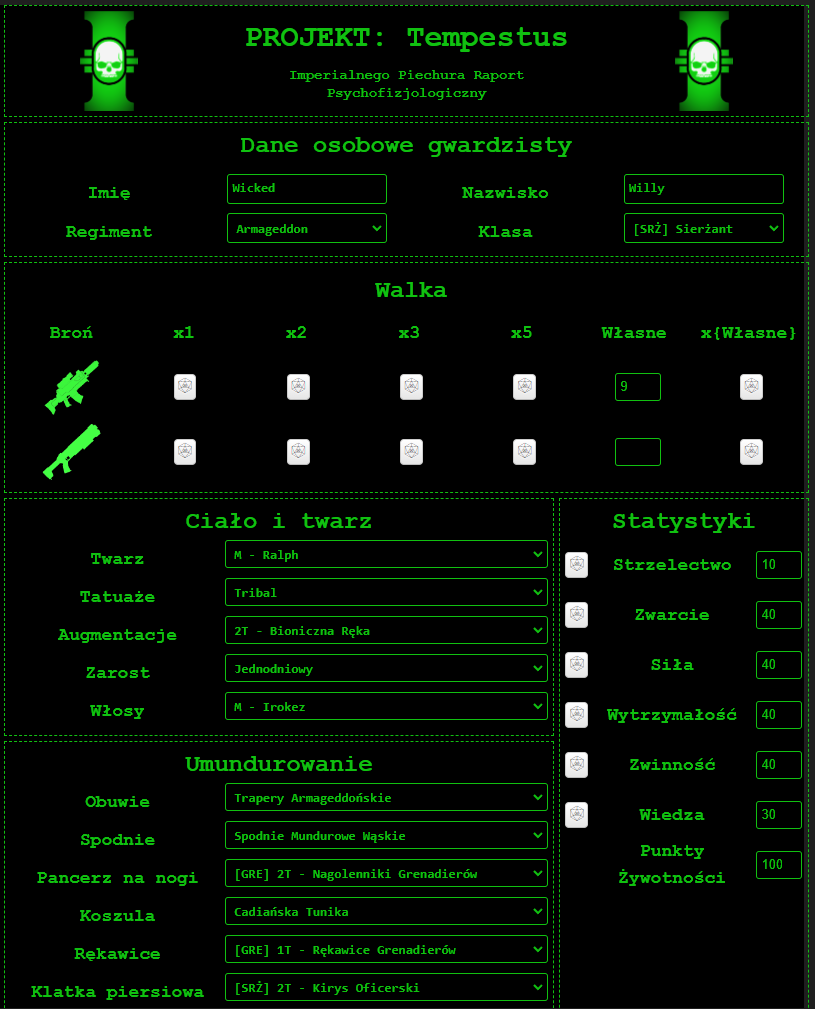 PROJEKT: Tempestus
Imperialnego Piechura Raport
Psychofizjologiczny
Dane osobowe gwardzisty
Imię Wicked Nazwisko Willy
Regiment Armageddon Klasa [SRŻ] Sierżant
Walka
Broń x1 x2 x3 x5 Własne x{Własne}
9
Ciało i twarz
Twarz M - Ralph
Tatuaże Tribal
Augmentacje 2T - Bioniczna Ręka
Zarost Jednodniowy
Włosy M - Irokez
Umundurowanie
Obuwie Trapery Armageddońskie
Spodnie Spodnie Mundurowe Wąskie
Pancerz na nogi [GRE] 2T - Nagolenniki Grenadierów
Koszula Cadiańska Tunika
Rękawice [GRE] 1T - Rękawice Grenadierów
Klatka piersiowa [SRŻ] 2T - Kirys Oficerski
Statystyki
Strzelectwo 10
Zwarcie 40
Siła 40
Wytrzymałość 40
Zwinność 40
Wiedza 30
Punkty
Żywotności 100